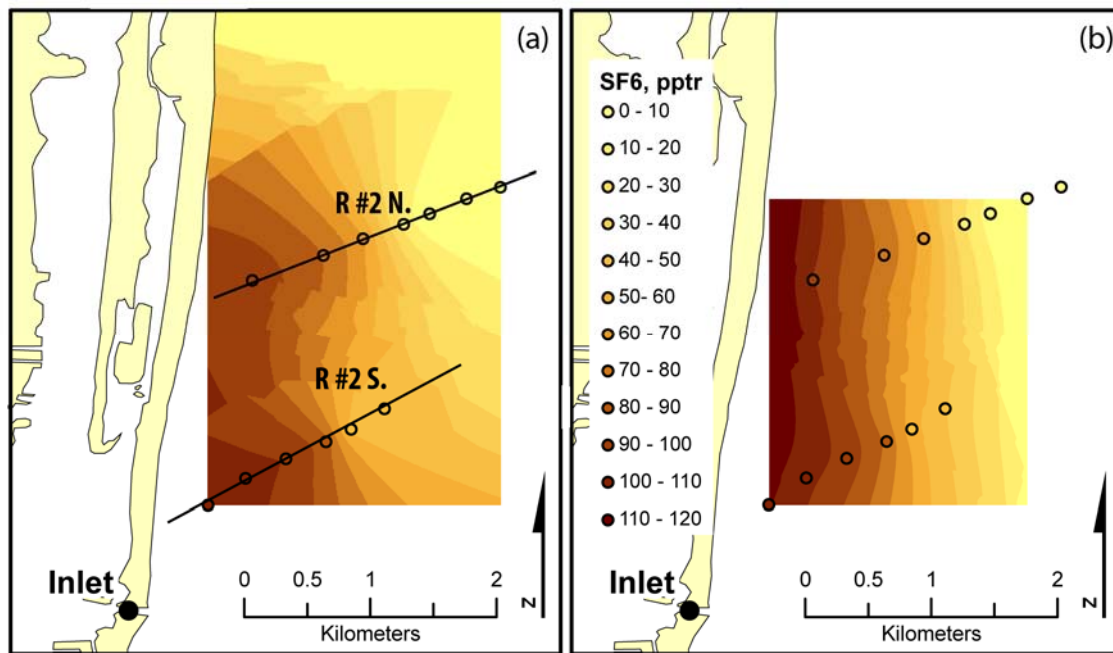 (a)
R #2 N.
R #2 S.
Inlet
0 0.5 1 2
Kilometers
N
(b)
SF6, pptr
0 - 10
10 - 20
20 - 30
30 - 40
40 - 50
50- 60
60 - 70
70 - 80
80 - 90
90 - 100
100 - 110
110 - 120
Inlet
0 0.5 1 2
Kilometers
N